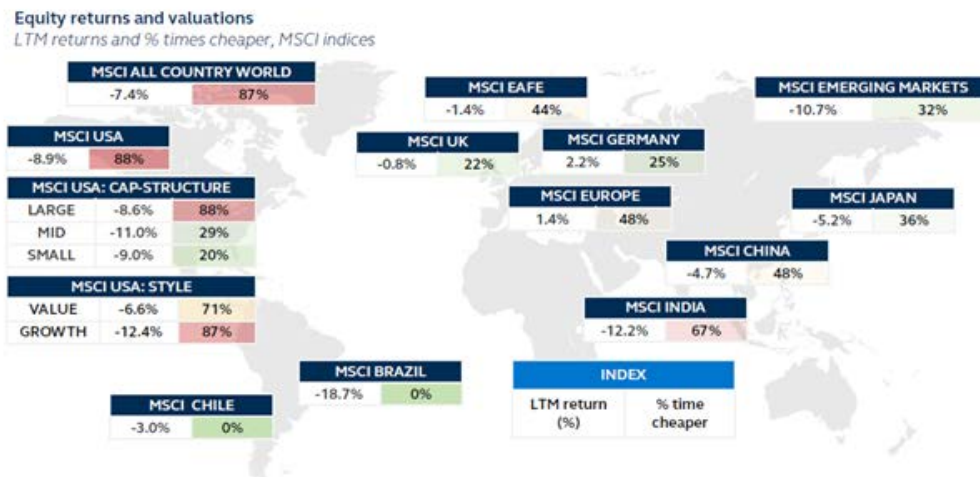 Equity returns and valuations
LTM returns and % times cheaper, MSCI indices
MSCI ALL COUNTRY WORLD
-7.4% 87%
MSCI EAFE
-1.4% 44%
MSCI EMERGING MARKETS
-10.7% 32%
MSCI USA
-8.9% 88%
MSCI UK
-0.8% 22%
MSCI GERMANY
2.2% 25%
MSCI USA: CAP-STRUCTURE
LARGE -8.6% 88%
MID -11.0% 29%
SMALL -9.0% 20%
MSCI EUROPE
1.4% 48%
MSCI JAPAN
-5.2% 36%
MSCI CHINA
-4.7% 48%
MSCI USA: STYLE
VALUE -6.6% 71%
GROWTH -12.4% 87%
MSCI INDIA
-12.2% 67%
MSCI BRAZIL
-18.7% 0%
MSCI CHILE
-3.0% 0%
INDEX
LTM return % time
(%) cheaper